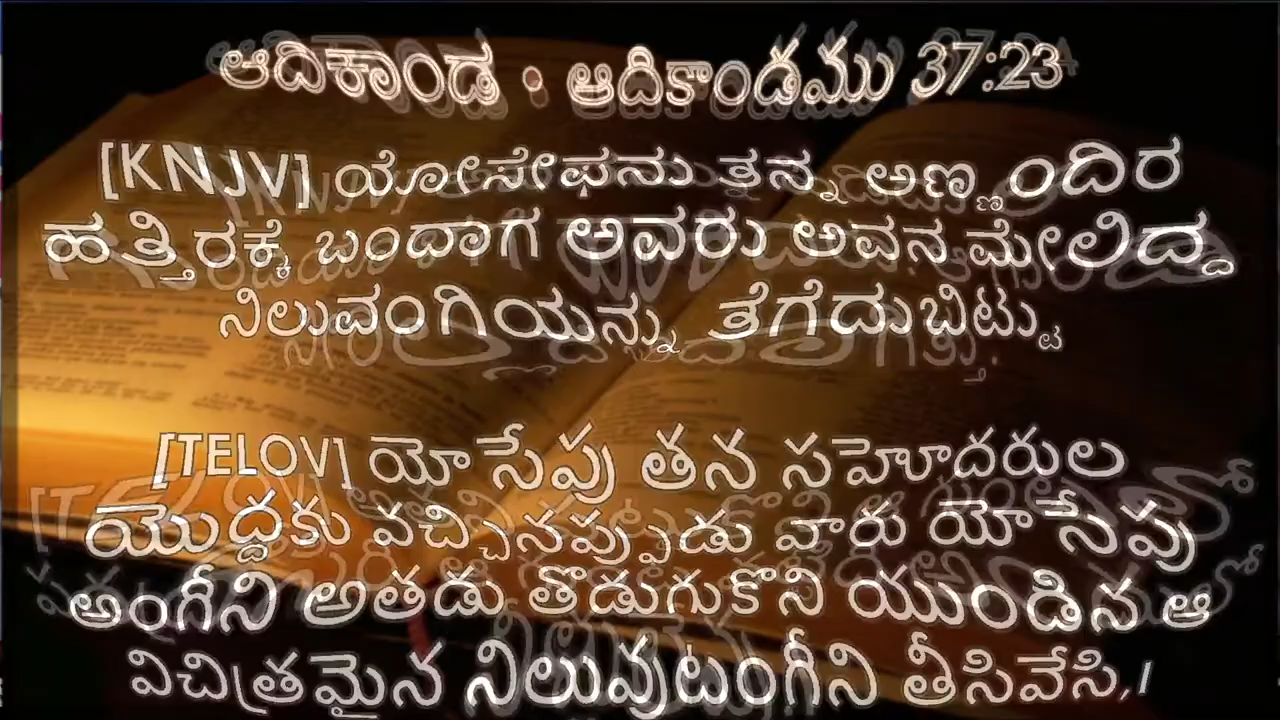 ಆದಿಕಾಂಡ • ఆదికాండము 37:23
[KNJV] ಯೋಸೇಫನು ತನ್ನ ಅಣ್ಣಂದಿರ
ಹತ್ತಿರಕ್ಕೆ ಬಂದಾಗ ಅವರು ಅವನಮೇಲಿದ್ದ
ನಿಲುವಂಗಿಯನ್ನು ತೆಗೆದುಬಿಟ್ಟು
[TELOV] యోసేపు తన సహోదరుల
యొద్దకు వచ్చినప్పుడు వారు యోసేపు
అంగీని అతడు తొడుగుకొని యుండిన ఆ
విచిత్రమైన నిలువుటంగీని తీసివేసి,।